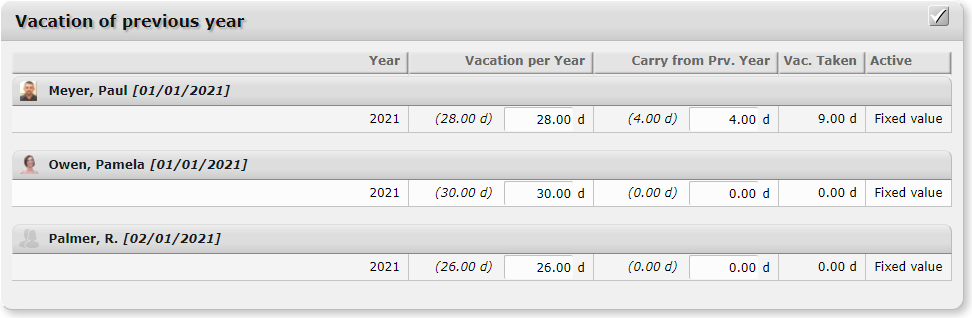 Vacation of previous year
Year Vacation per Year Carry from Prv. Year Vac. Taken Active
Meyer, Paul [01/01/2021]
2021 (28.00 d) 28.00 d (4.00 d) 4.00 d 9.00 d Fixed value
Owen, Pamela [01/01/2021]
2021 (30.00 d) 30.00 d (0.00 d) 0.00 d 0.00 d Fixed value
Palmer, R. [02/01/2021]
2021 (26.00 d) 26.00 d (0.00 d) 0.00 d 0.00 d Fixed value